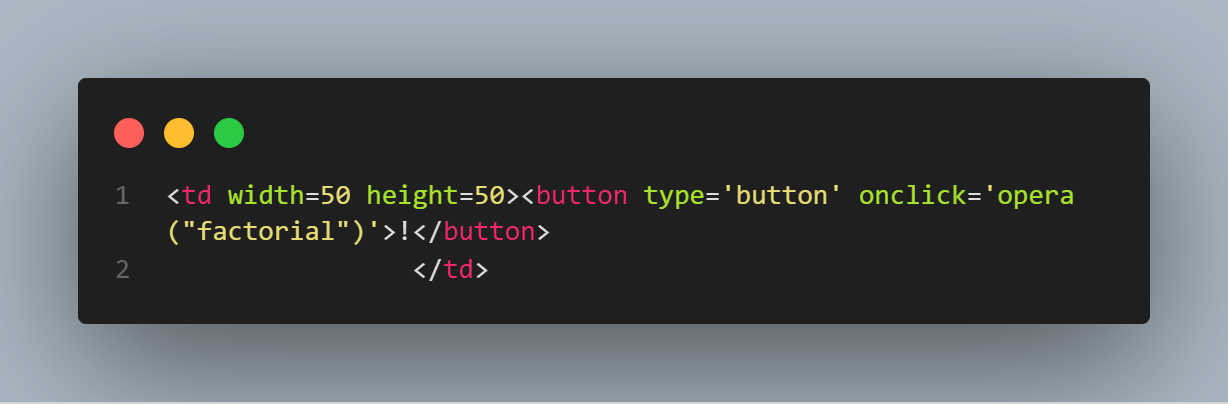 1 <td width=50 height=50><button type='button' onclick='opera
("factorial")'>!</button>
2                 </td>